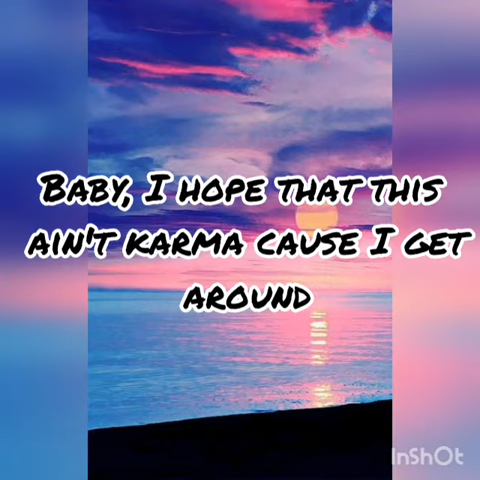 BABY, I HOPE THAT THIS
AIN'T KARMA CAUSE I GET
AROUND
InShOt